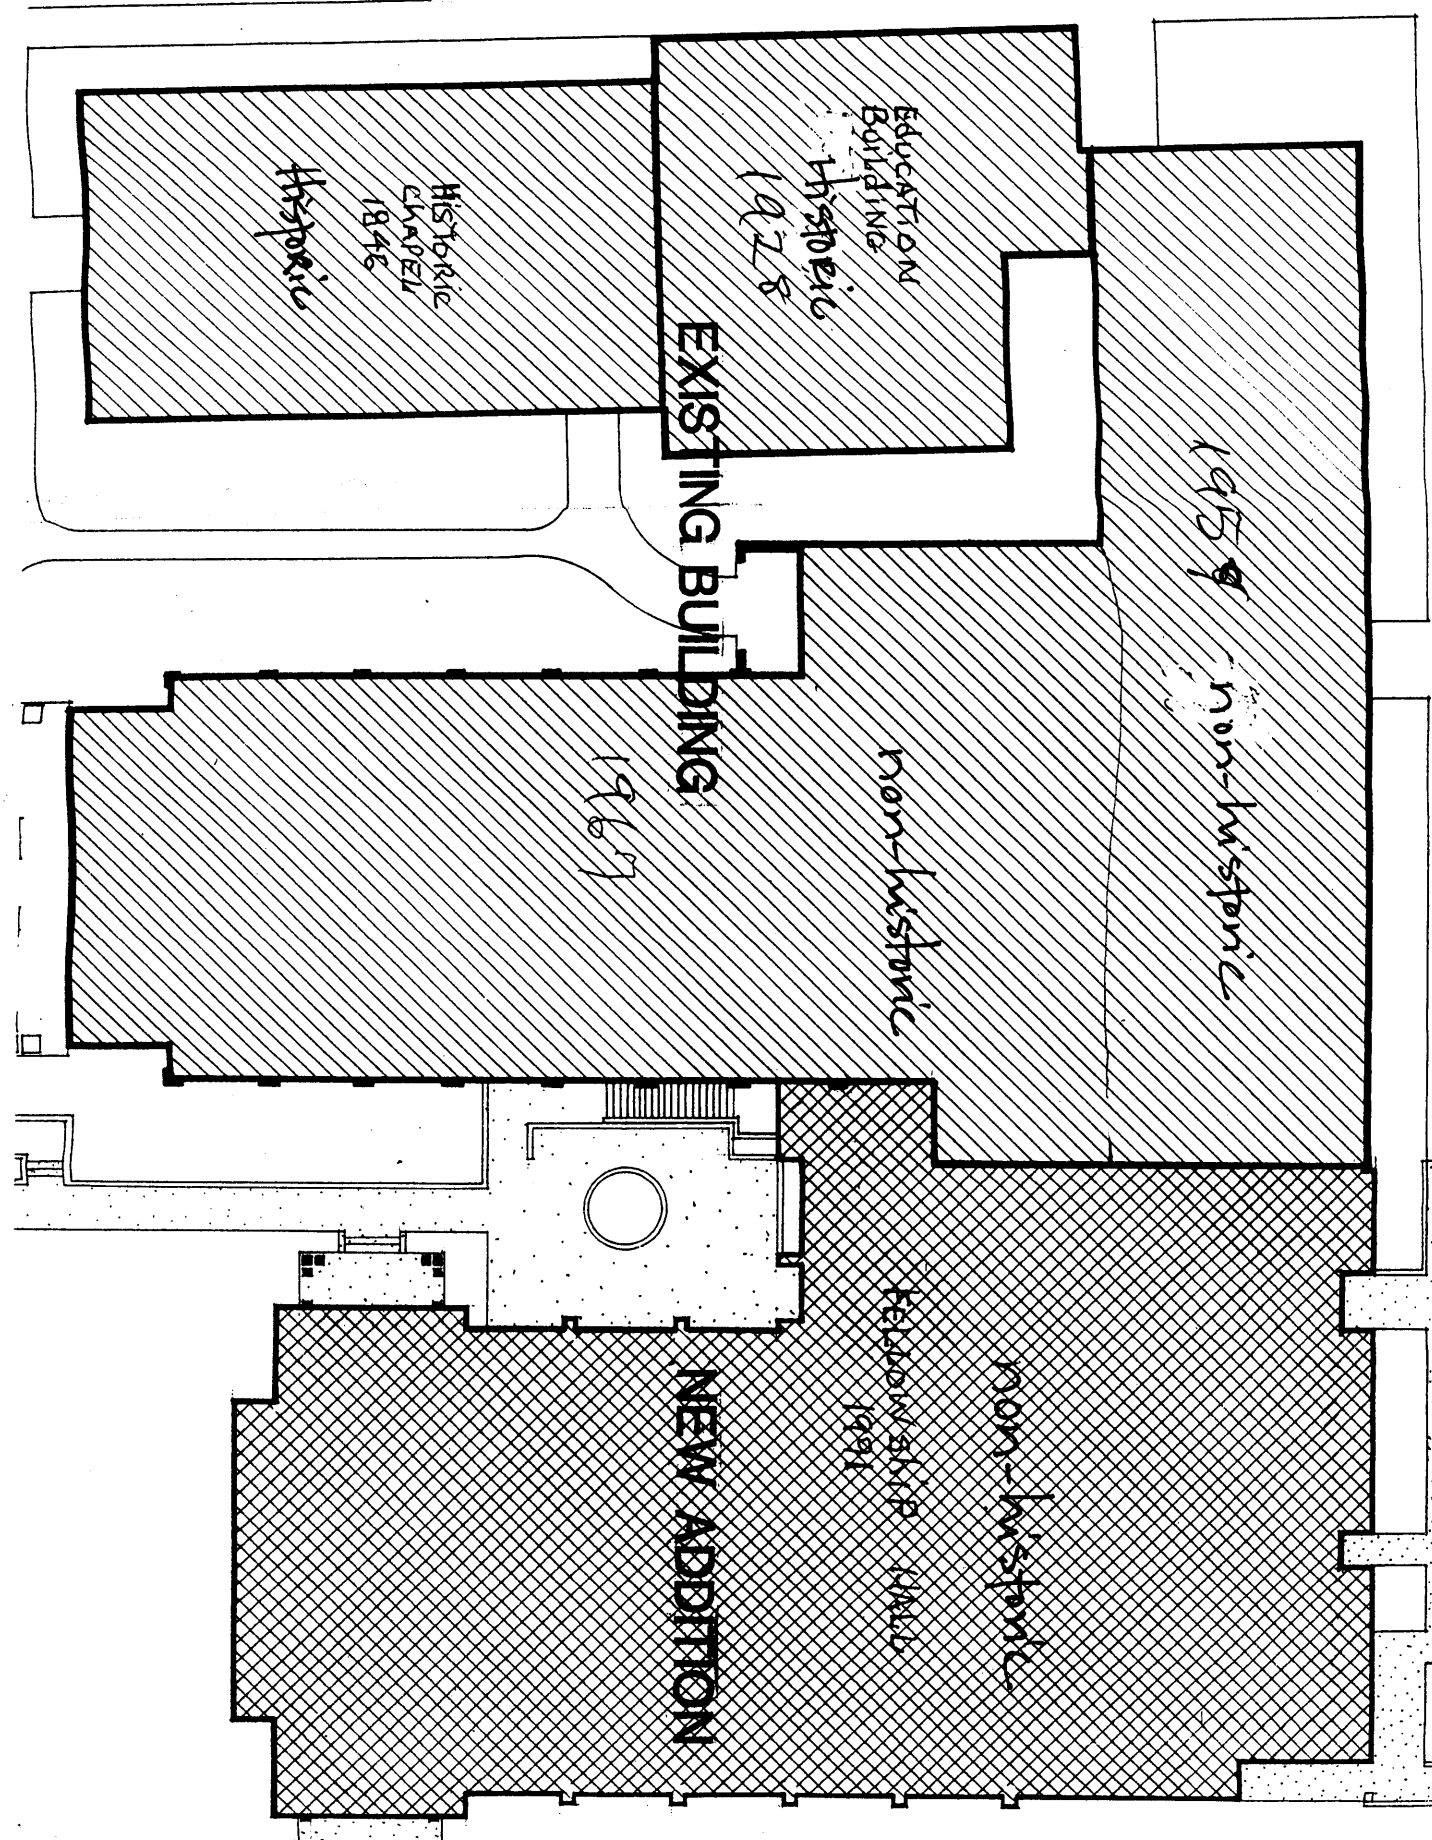 EDUCATION
Building
Historic
1928
HISTORIC
CHAPEL
1846
Historic
EXISTING BUILDING
non-historic
non-historic
1967
non-historic
FELLOWSHIP HALL
1991
NEW ADDITION